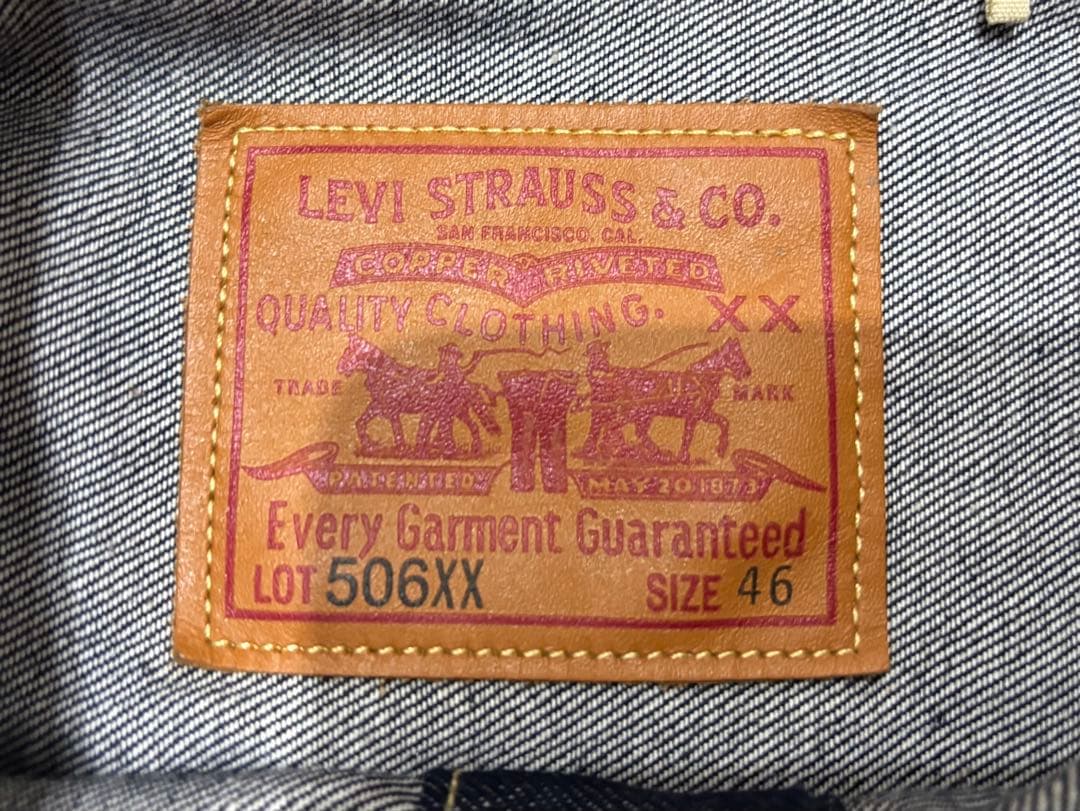 LEVI STRAUSS & CO.
SAN FRANCISCO, CAL.
COPPER RIVETED
QUALITY CLOTHING. XX
TRADE MARK
PATENTED MAY 20 1873
Every Garment Guaranteed
LOT 506XX SIZE 46